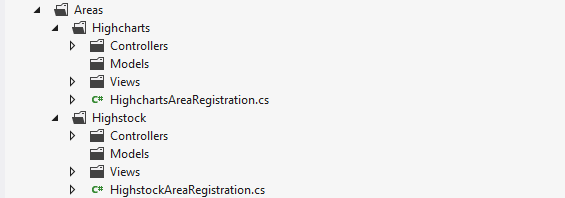 Areas
Highcharts
Controllers
Models
Views
C# HighchartsAreaRegistration.cs
Highstock
Controllers
Models
Views
C# HighstockAreaRegistration.cs